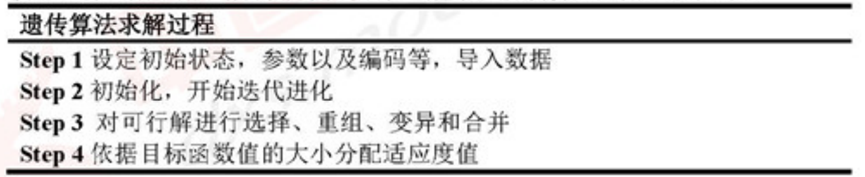 遗传算法求解过程
Step 1 设定初始状态，参数以及编码等，导入数据
Step 2 初始化，开始迭代进化
Step 3 对可行解进行选择、重组、变异和合并
Step 4 依据目标函数值的大小分配适应度值